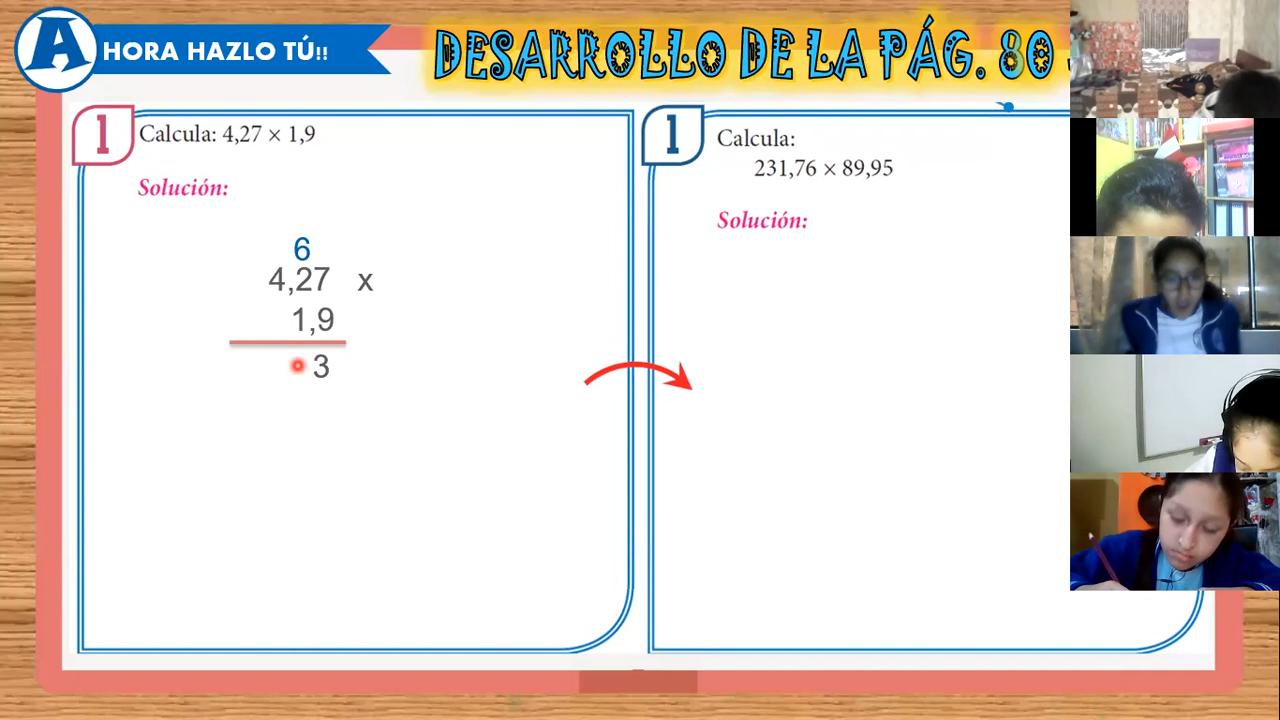 AHORA HAZLO TÚ!!
DESARROLLO DE LA PÁG. 80
1
Calcula: 4,27 × 1,9
Solución:
6
4,27 x
1,9
3
1
Calcula:
231,76 × 89,95
Solución: